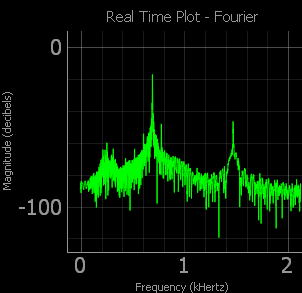 Real Time Plot - Fourier
0
Magnitude (decibels)
-100
0 1 2
Frequency (kHertz)